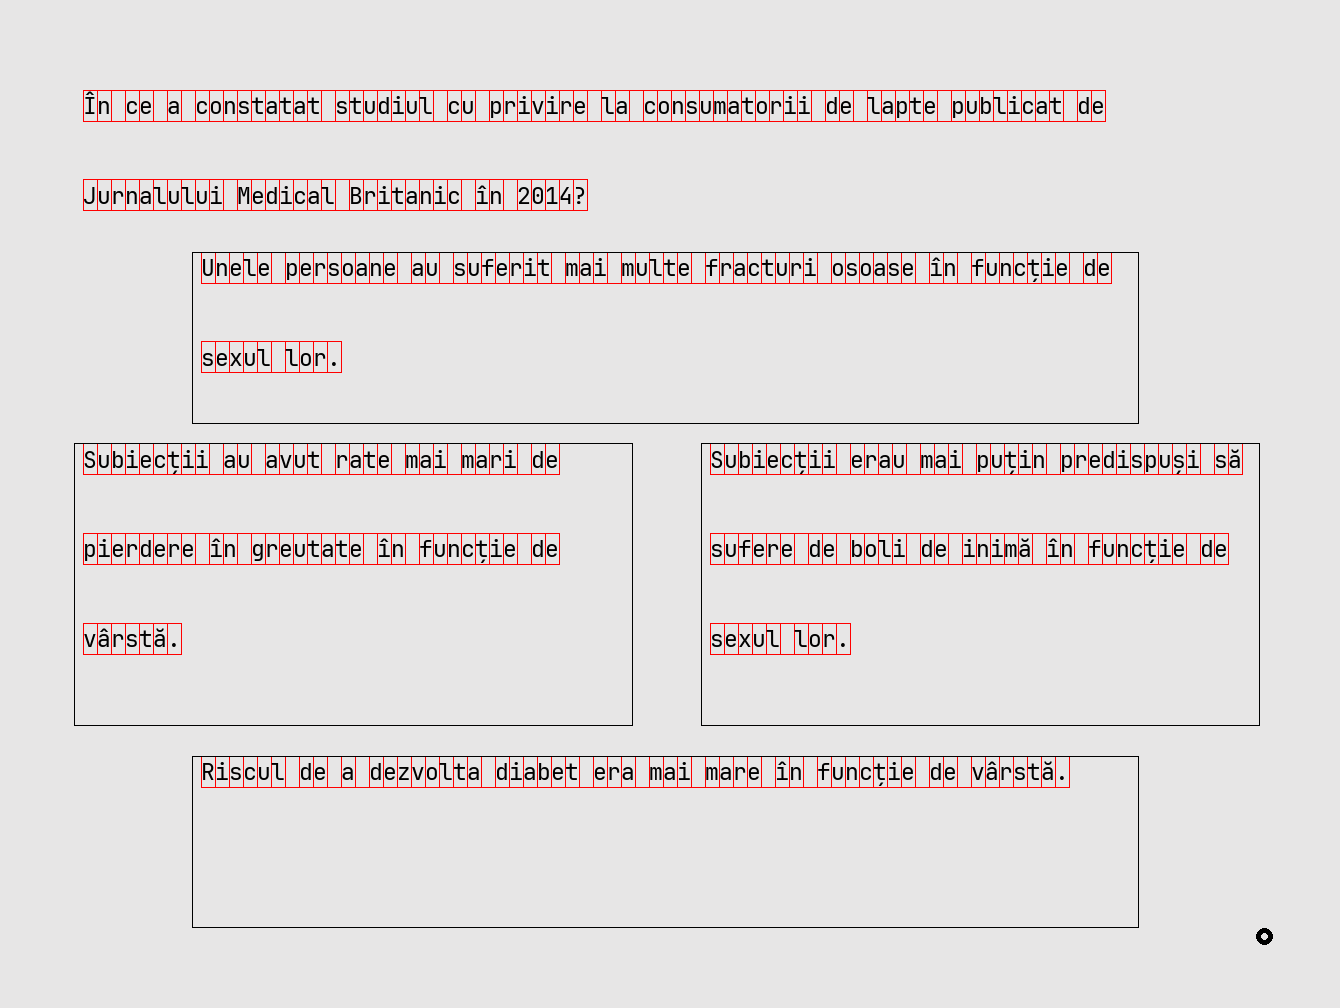 În ce a constatat studiul cu privire la consumatorii de lapte publicat de
Jurnalului Medical Britanic în 2014?
Unele persoane au suferit mai multe fracturi osoase în funcție de
sexul lor.
Subiecții au avut rate mai mari de
pierdere în greutate în funcție de
vârstă.
Subiecții erau mai puțin predispuși să
sufere de boli de inimă în funcție de
sexul lor.
Riscul de a dezvolta diabet era mai mare în funcție de vârstă.